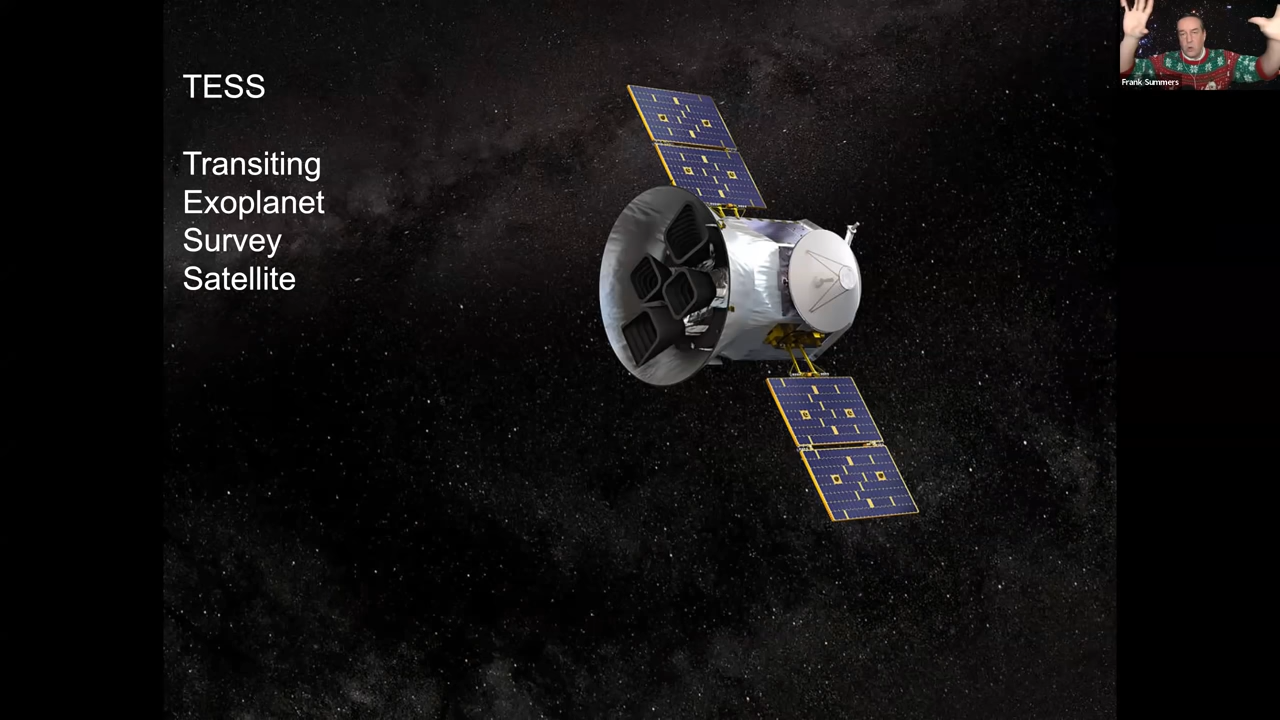 TESS
Transiting
Exoplanet
Survey
Satellite
Frank Summers